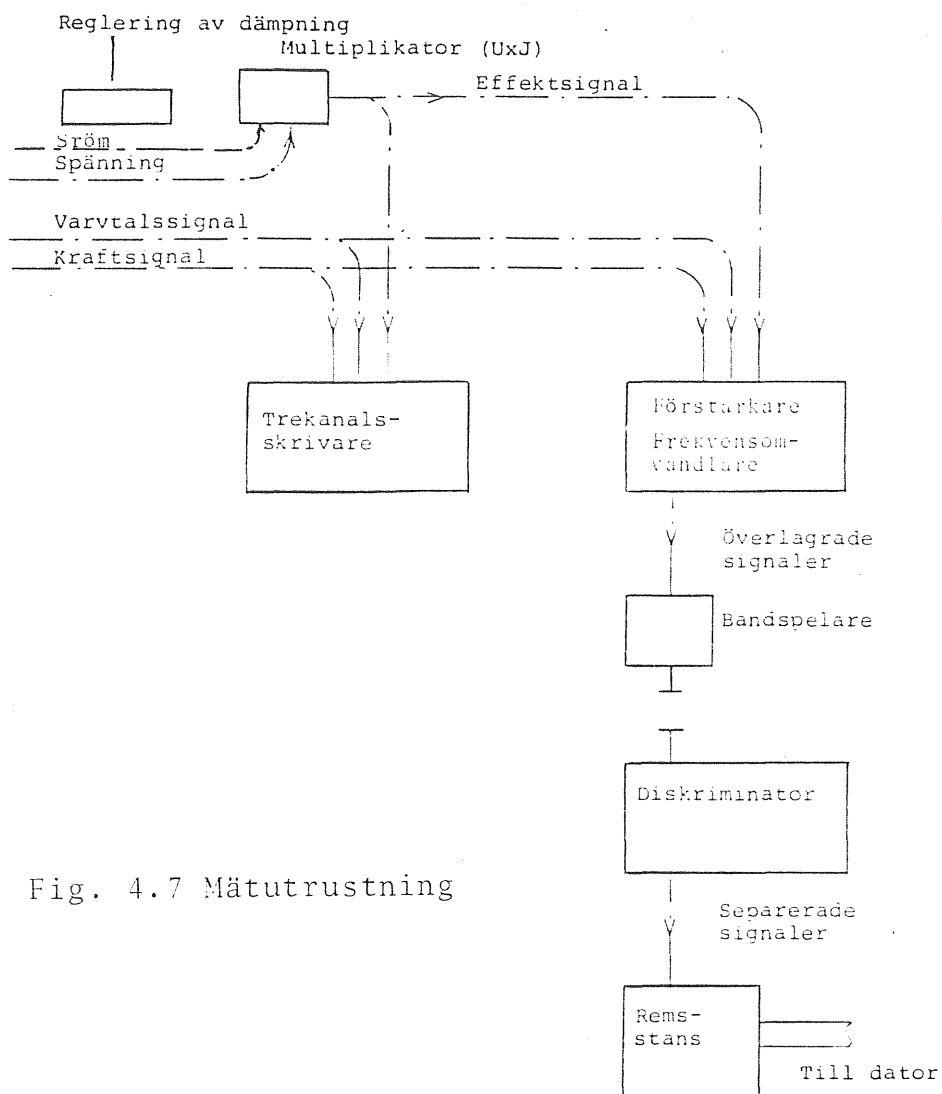 Reglering av dämpning
Multiplikator (UxJ)
Effektsignal
Sröm
Spänning
Varvtalssignal
Kraftsignal
Trekanals-
skrivare
Förstärkare
Frekvensom-
vandlare
Överlagrade
signaler
Bandspelare
Diskriminator
Fig. 4.7 Mätutrustning
Separerade
signaler
Rems-
stans
Till dator